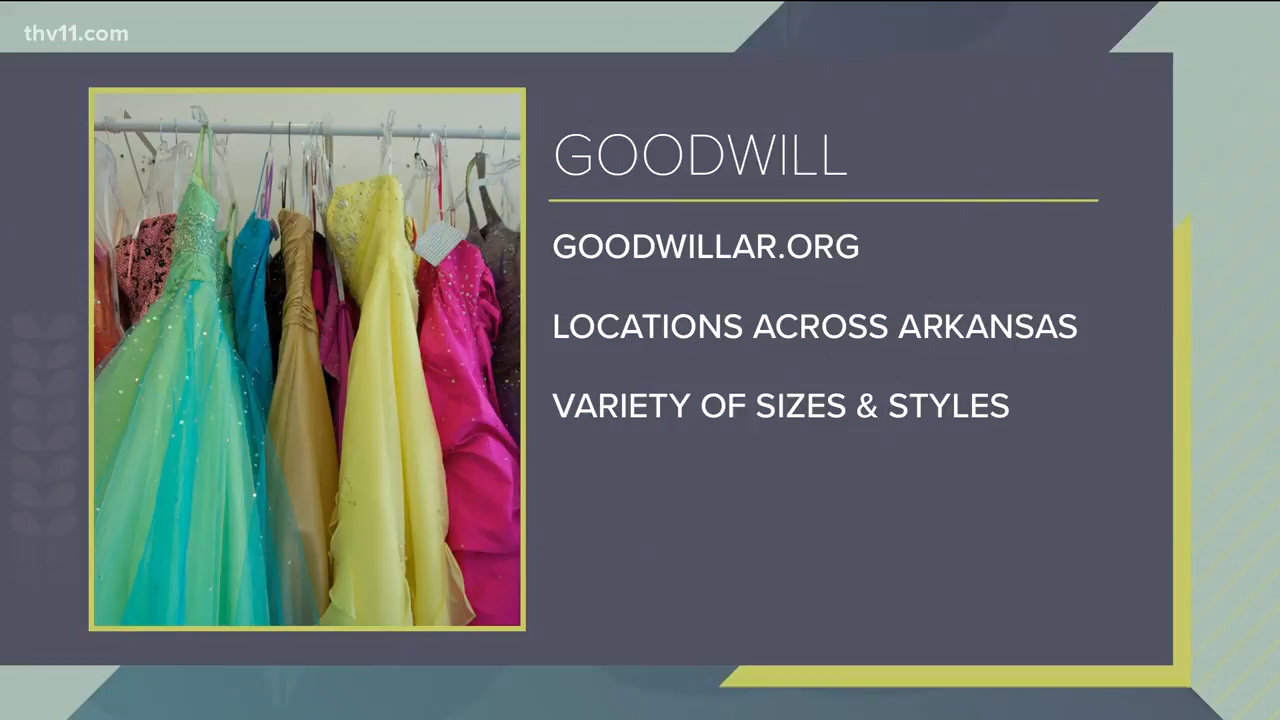 thv11.com
GOODWILL
GOODWILLAR.ORG
LOCATIONS ACROSS ARKANSAS
VARIETY OF SIZES & STYLES